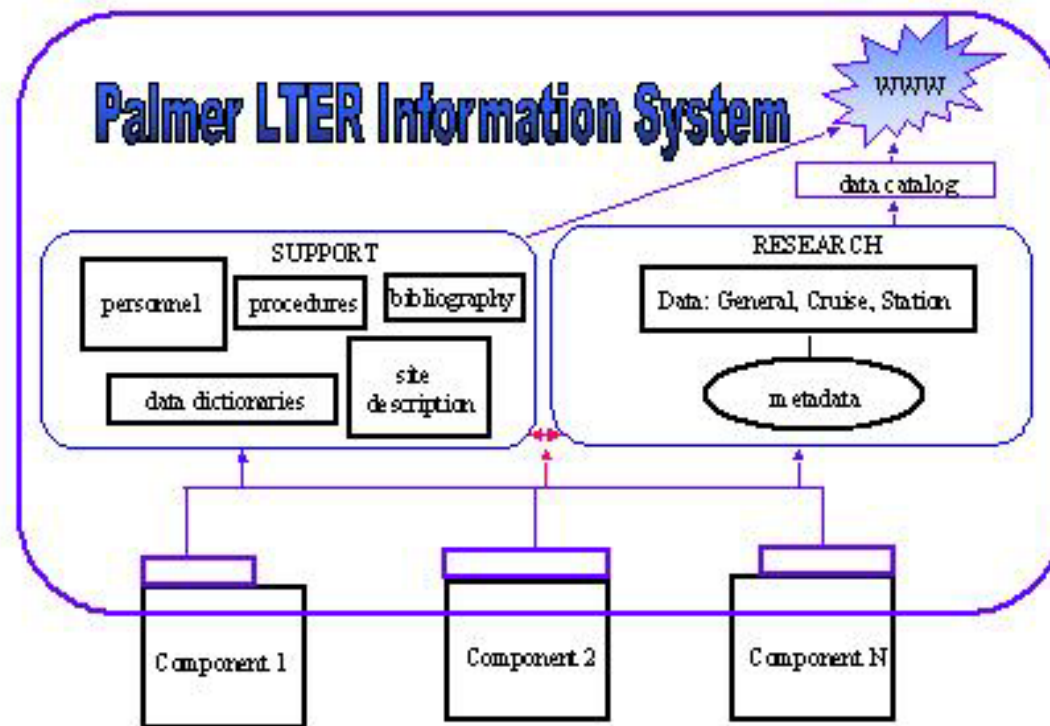 Palmer LTER Information System
WWW
data catalog
SUPPORT
personnel
procedures
bibliography
data dictionaries
site
description
RESEARCH
Data: General, Cruise, Station
metadata
Component 1
Component 2
Component N